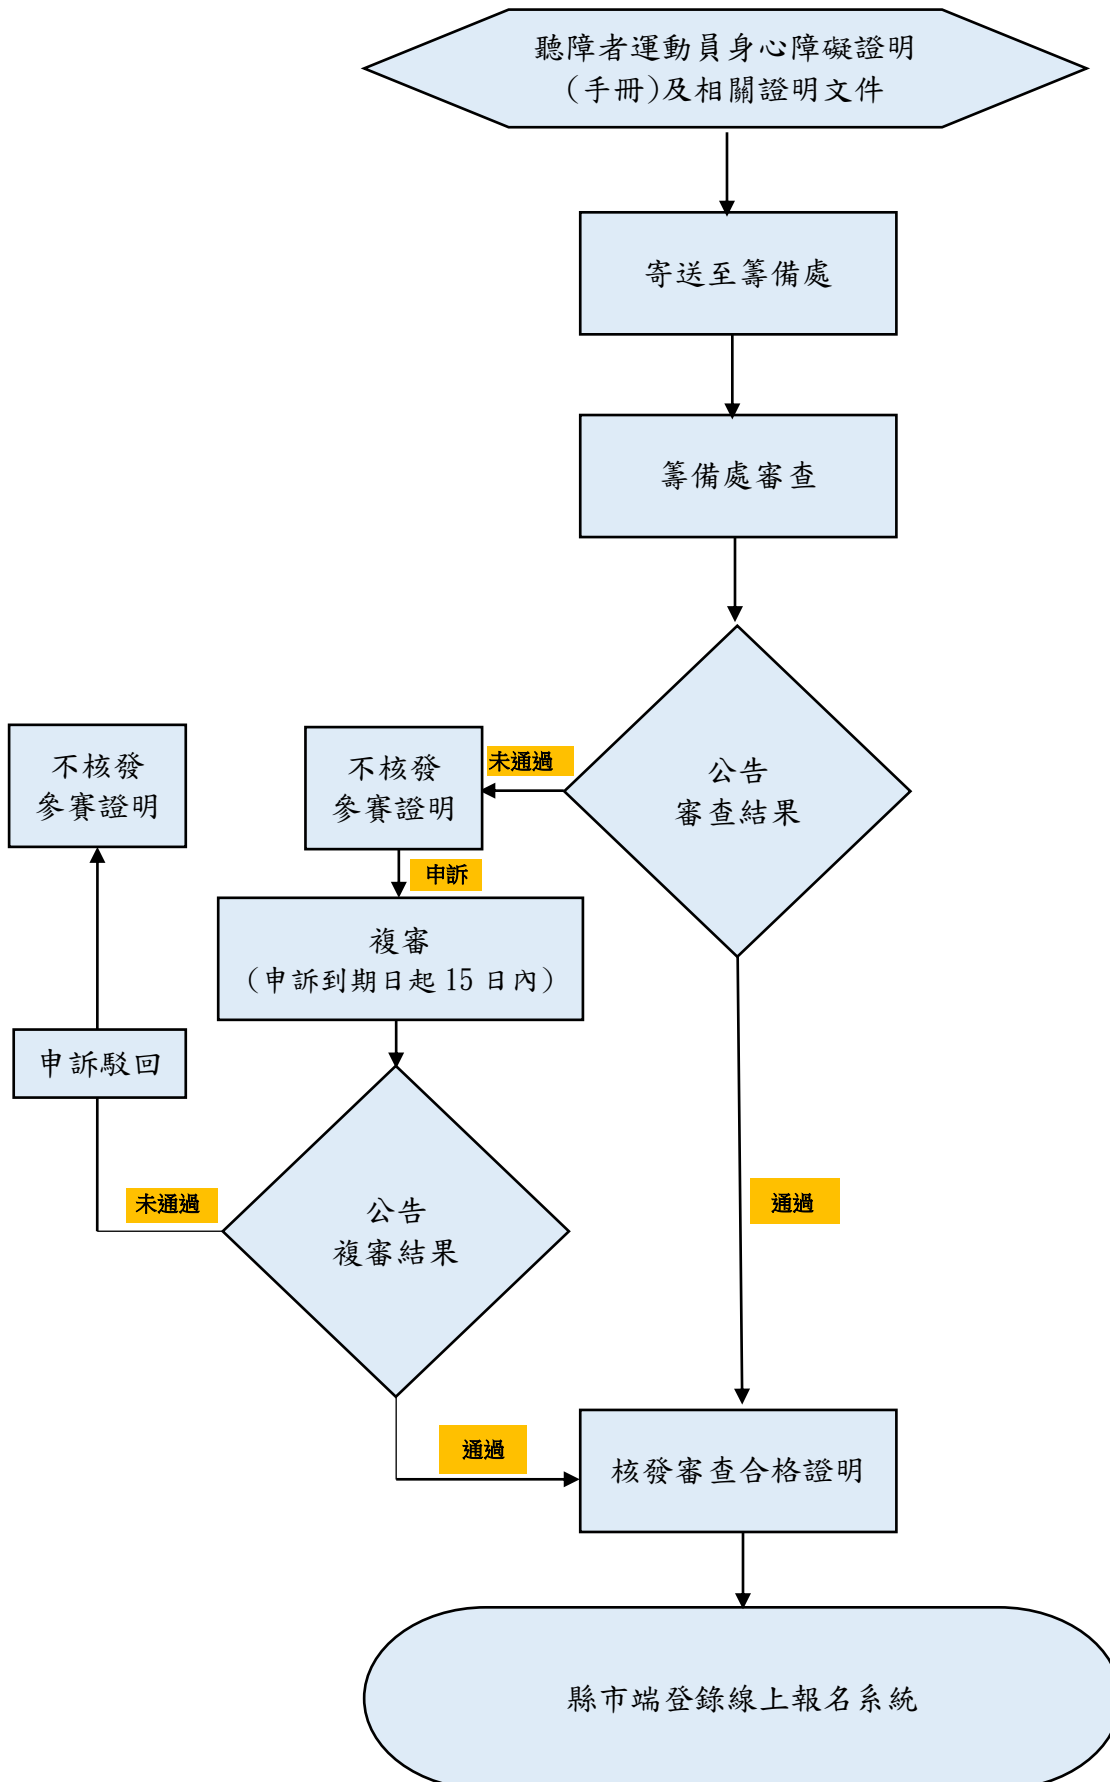 聽障者運動員身心障礙證明
(手冊)及相關證明文件
寄送至籌備處
籌備處審查
公告
審查結果
未通過
不核發
參賽證明
不核發
參賽證明
申訴
複審
(申訴到期日起 15 日內)
申訴駁回
公告
複審結果
未通過
通過
通過
核發審查合格證明
縣市端登錄線上報名系統